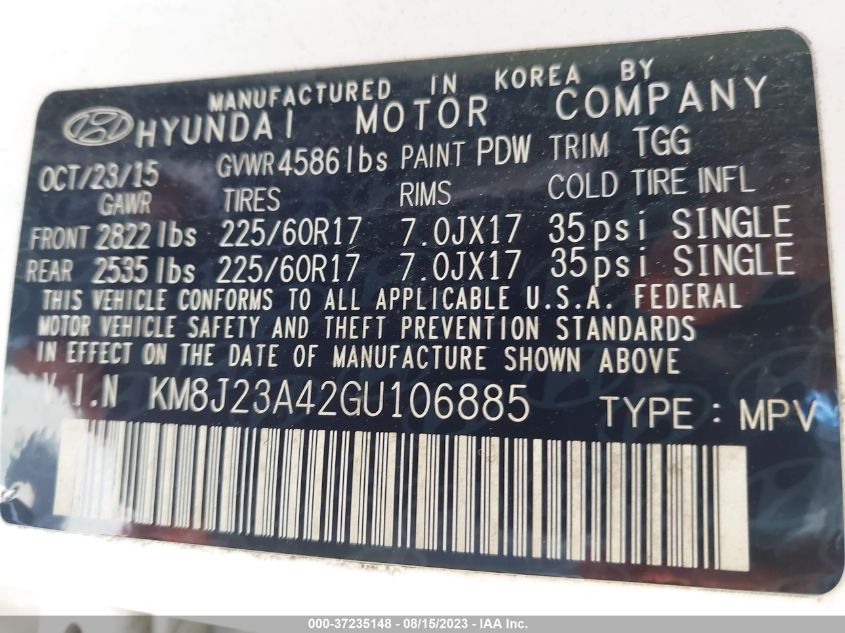 MANUFACTURED IN KOREA BY
HYUNDAI MOTOR COMPANY
OCT/23/15 GVWR 4586 lbs PAINT PDW TRIM TGG
GAWR TIRES RIMS COLD TIRE INFL
FRONT 2822 lbs 225/60R17 7.0JX17 35psi SINGLE
REAR 2535 lbs 225/60R17 7.0JX17 35psi SINGLE
THIS VEHICLE CONFORMS TO ALL APPLICABLE U.S.A. FEDERAL
MOTOR VEHICLE SAFETY AND THEFT PREVENTION STANDARDS
IN EFFECT ON THE DATE OF MANUFACTURE SHOWN ABOVE
V.I.N KM8J23A42GU106885 TYPE : MPV
000-37235148 - 08/15/2023 - IAA Inc.